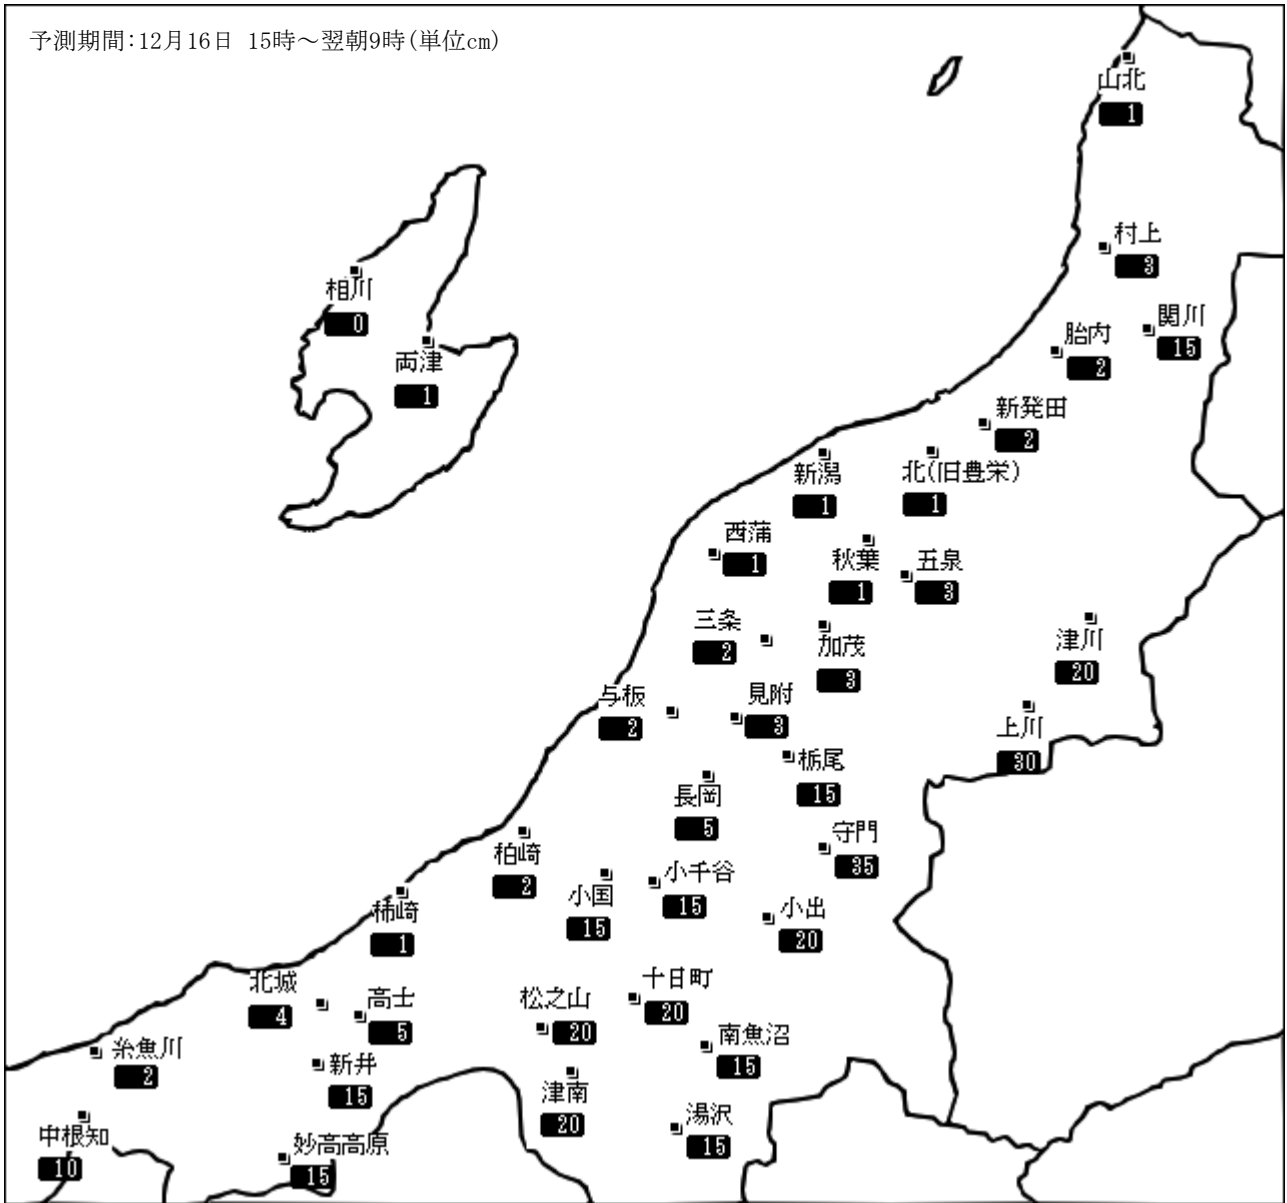 予測期間:12月16日 15時～翌朝9時(単位cm)
山北
1
村上
3
相川
0
関川
15
胎内
2
両津
1
新発田
2
新潟
1
北(旧豊栄)
1
西蒲
1
秋葉
1
五泉
3
三条
2
加茂
3
津川
20
与板
2
見附
3
上川
30
栃尾
15
長岡
5
守門
35
柏崎
2
小国
15
小千谷
15
小出
20
柿崎
1
北城
4
高士
5
松之山
20
十日町
20
南魚沼
15
糸魚川
2
新井
15
津南
20
湯沢
15
中根知
10
妙高高原
15